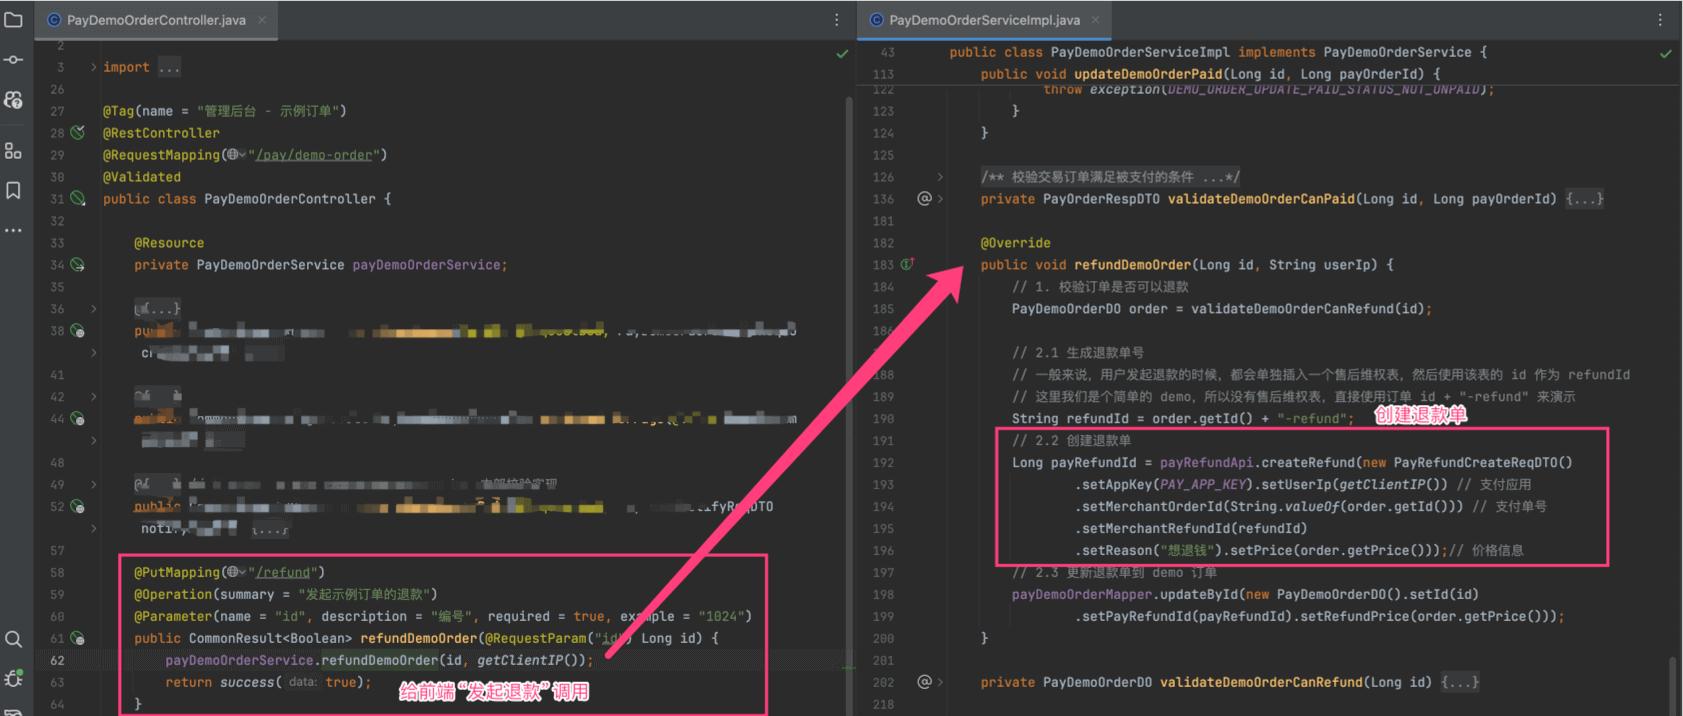 PayDemoOrderController.java
2
3 import ...
26
27 @Tag(name = "管理后台 - 示例订单")
28 @RestController
29 @RequestMapping("/pay/demo-order")
30 @Validated
31 public class PayDemoOrderController {
32
33 @Resource
34 private PayDemoOrderService payDemoOrderService;
35
36 @{...}
38
41
42
44
48
49
52 tifyReqDTO
{...}
57
58 @PutMapping("/refund")
59 @Operation(summary = "发起示例订单的退款")
60 @Parameter(name = "id", description = "编号", required = true, example = "1024")
61 public CommonResult<Boolean> refundDemoOrder(@RequestParam("id") Long id) {
62 payDemoOrderService.refundDemoOrder(id, getClientIP());
63 return success( data: true);
64 }
给前端“发起退款”调用
PayDemoOrderServiceImpl.java
43 public class PayDemoOrderServiceImpl implements PayDemoOrderService {
113 public void updateDemoOrderPaid(Long id, Long payOrderId) {
122 throw exception(DEMO_ORDER_UPDATE_PAID_STATUS_NOT_UNPAID);
123 }
124 }
125
126 /** 校验交易订单满足被支付的条件 ...*/
136 private PayOrderRespDTO validateDemoOrderCanPaid(Long id, Long payOrderId) {...}
181
182 @Override
183 public void refundDemoOrder(Long id, String userIp) {
184 // 1. 校验订单是否可以退款
185 PayDemoOrderDO order = validateDemoOrderCanRefund(id);
186
// 2.1 生成退款单号
188 // 一般来说，用户发起退款的时候，都会单独插入一个售后维权表，然后使用该表的 id 作为 refundId
189 // 这里我们是个简单的 demo，所以没有售后维权表，直接使用订单 id + "-refund" 来演示
190 String refundId = order.getId() + "-refund";
创建退款单
191 // 2.2 创建退款单
192 Long payRefundId = payRefundApi.createRefund(new PayRefundCreateReqDTO()
193 .setAppKey(PAY_APP_KEY).setUserIp(getClientIP()) // 支付应用
194 .setMerchantOrderId(String.valueOf(order.getId())) // 支付单号
195 .setMerchantRefundId(refundId)
196 .setReason("想退钱").setPrice(order.getPrice()));// 价格信息
197 // 2.3 更新退款单到 demo 订单
198 payDemoOrderMapper.updateById(new PayDemoOrderDO().setId(id)
199 .setPayRefundId(payRefundId).setRefundPrice(order.getPrice()));
200 }
201
202 private PayDemoOrderDO validateDemoOrderCanRefund(Long id) {...}
218